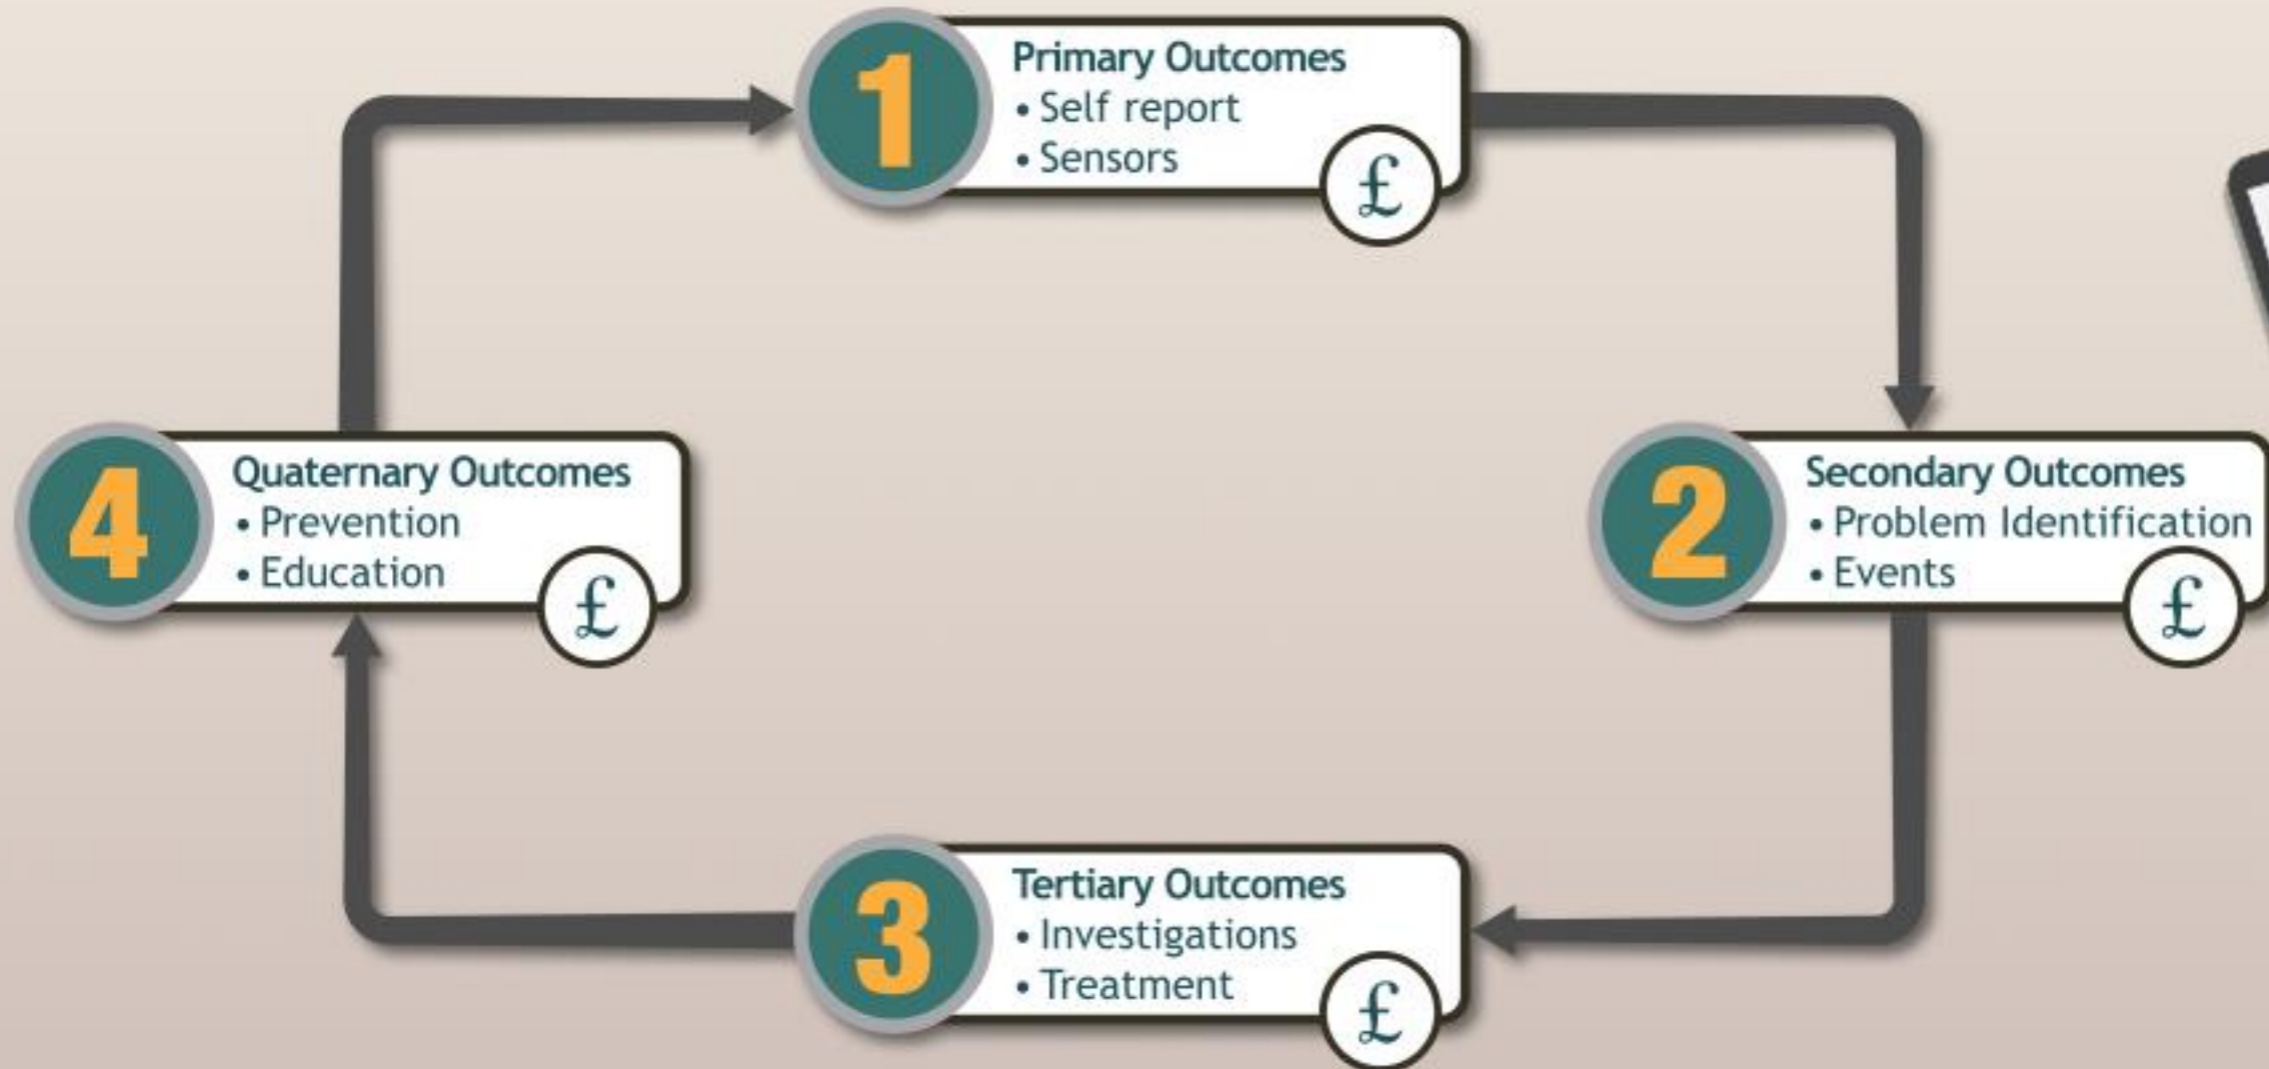 1
Primary Outcomes
• Self report
• Sensors
£
2
Secondary Outcomes
• Problem Identification
• Events
£
3
Tertiary Outcomes
• Investigations
• Treatment
£
4
Quaternary Outcomes
• Prevention
• Education
£